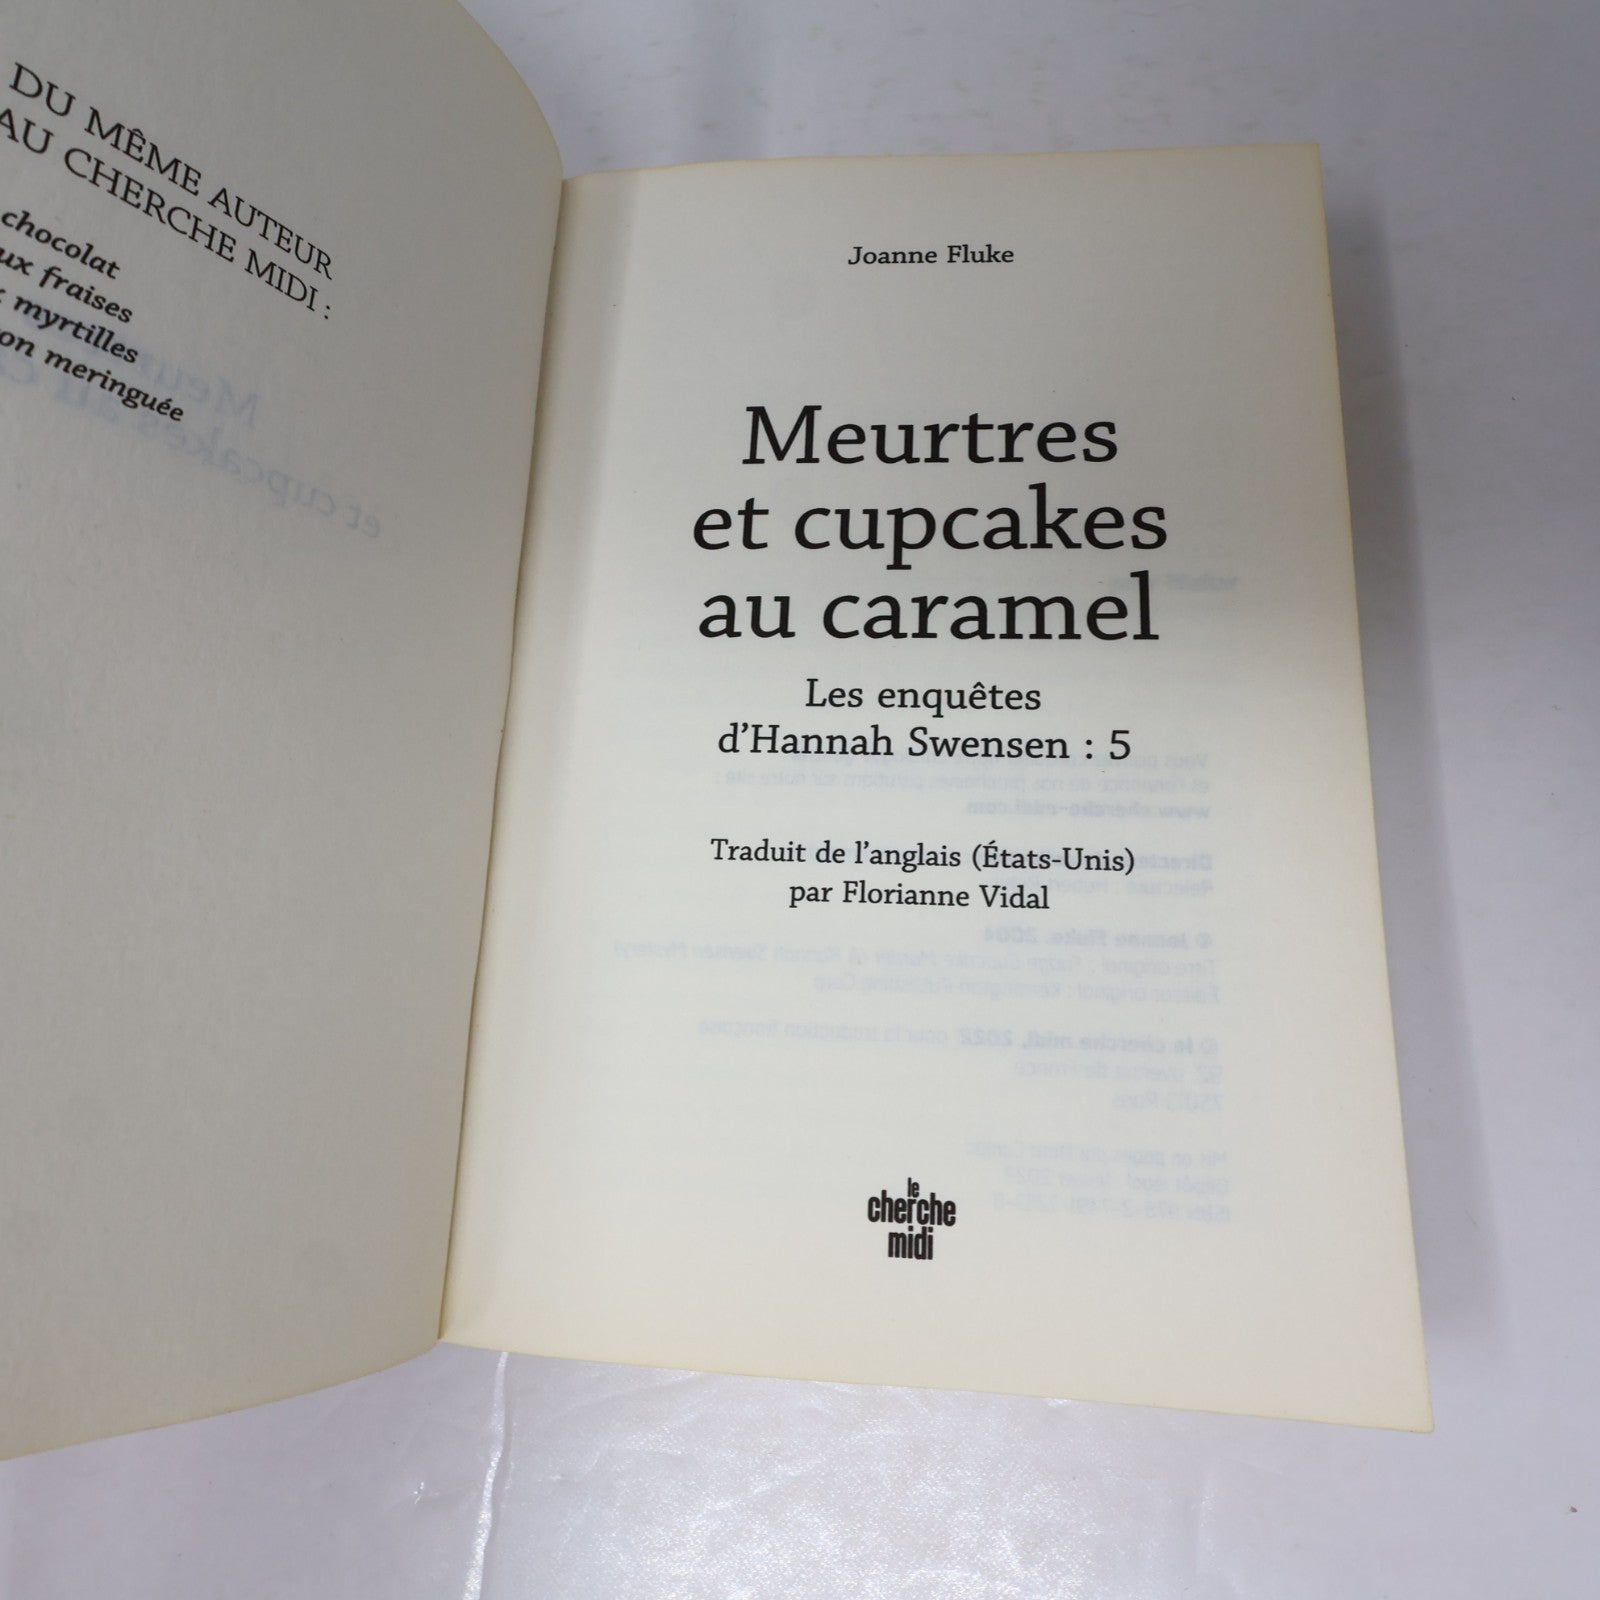 DU MÊME AUTEUR
AU CHERCHE MIDI :
chocolat
ux fraises
myrtilles
on meringuée
Joanne Fluke
Meurtres
et cupcakes
au caramel
Les enquêtes
d'Hannah Swensen : 5
Traduit de l'anglais (États-Unis)
par Florianne Vidal
le
cherche
midi